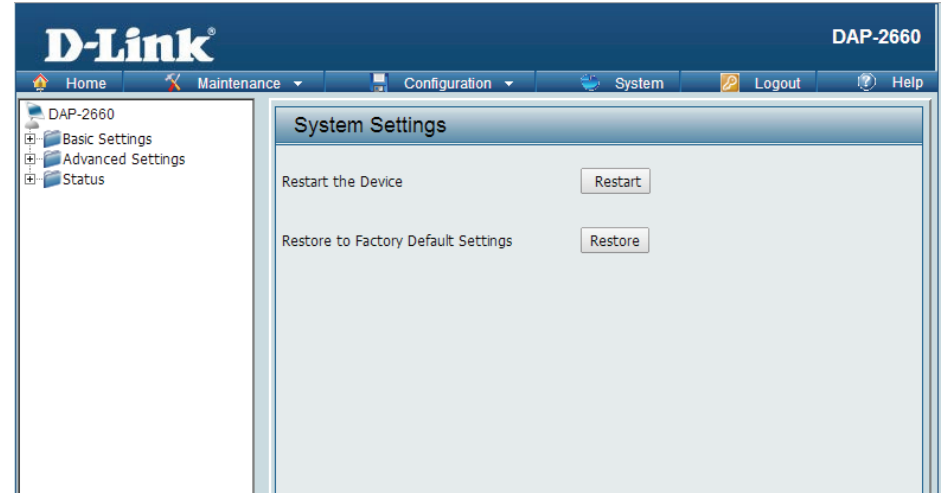 D-Link®
DAP-2660
Home Maintenance Configuration System Logout Help
DAP-2660
Basic Settings
Advanced Settings
Status
System Settings
Restart the Device Restart
Restore to Factory Default Settings Restore